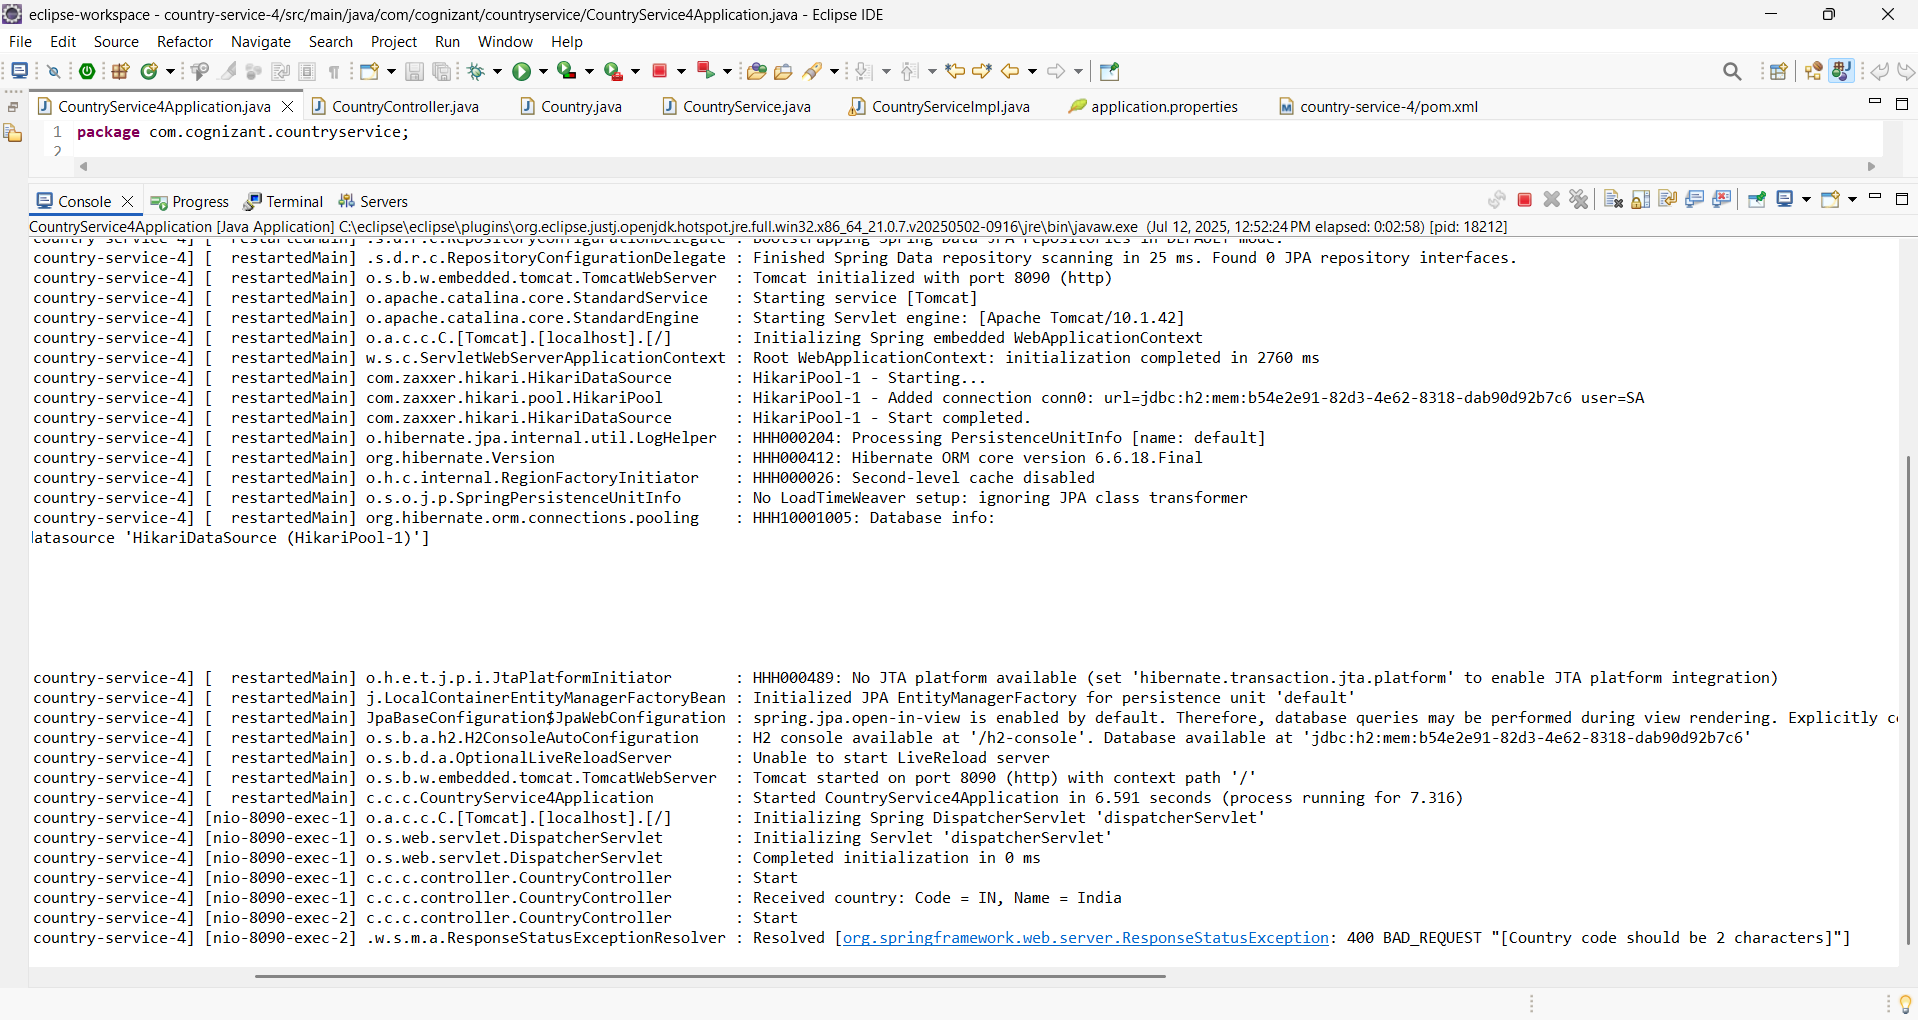 eclipse-workspace - country-service-4/src/main/java/com/cognizant/countryservice/CountryService4Application.java - Eclipse IDE
File Edit Source Refactor Navigate Search Project Run Window Help
CountryService4Application.java CountryController.java Country.java CountryService.java CountryServiceImpl.java application.properties country-service-4/pom.xml
1 package com.cognizant.countryservice;
2
Console Progress Terminal Servers
CountryService4Application [Java Application] C:\eclipse\eclipse\plugins\org.eclipse.justj.openjdk.hotspot.jre.full.win32.x86_64_21.0.7.v20250502-0916\jre\bin\javaw.exe (Jul 12, 2025, 12:52:24 PM elapsed: 0:02:58) [pid: 18212]
country-service-4] [ restartedMain] .s.d.r.c.RepositoryConfigurationDelegate : Bootstrapping Spring Data JPA repositories in DEFAULT mode.
country-service-4] [ restartedMain] .s.d.r.c.RepositoryConfigurationDelegate : Finished Spring Data repository scanning in 25 ms. Found 0 JPA repository interfaces.
country-service-4] [ restartedMain] o.s.b.w.embedded.tomcat.TomcatWebServer : Tomcat initialized with port 8090 (http)
country-service-4] [ restartedMain] o.apache.catalina.core.StandardService : Starting service [Tomcat]
country-service-4] [ restartedMain] o.apache.catalina.core.StandardEngine : Starting Servlet engine: [Apache Tomcat/10.1.42]
country-service-4] [ restartedMain] o.a.c.c.C.[Tomcat].[localhost].[/] : Initializing Spring embedded WebApplicationContext
country-service-4] [ restartedMain] w.s.c.ServletWebServerApplicationContext : Root WebApplicationContext: initialization completed in 2760 ms
country-service-4] [ restartedMain] com.zaxxer.hikari.HikariDataSource : HikariPool-1 - Starting...
country-service-4] [ restartedMain] com.zaxxer.hikari.pool.HikariPool : HikariPool-1 - Added connection conn0: url=jdbc:h2:mem:b54e2e91-82d3-4e62-8318-dab90d92b7c6 user=SA
country-service-4] [ restartedMain] com.zaxxer.hikari.HikariDataSource : HikariPool-1 - Start completed.
country-service-4] [ restartedMain] o.hibernate.jpa.internal.util.LogHelper : HHH000204: Processing PersistenceUnitInfo [name: default]
country-service-4] [ restartedMain] org.hibernate.Version : HHH000412: Hibernate ORM core version 6.6.18.Final
country-service-4] [ restartedMain] o.h.c.internal.RegionFactoryInitiator : HHH000026: Second-level cache disabled
country-service-4] [ restartedMain] o.s.o.j.p.SpringPersistenceUnitInfo : No LoadTimeWeaver setup: ignoring JPA class transformer
country-service-4] [ restartedMain] org.hibernate.orm.connections.pooling : HHH10001005: Database info:
atasource 'HikariDataSource (HikariPool-1)']
country-service-4] [ restartedMain] o.h.e.t.j.p.i.JtaPlatformInitiator : HHH000489: No JTA platform available (set 'hibernate.transaction.jta.platform' to enable JTA platform integration)
country-service-4] [ restartedMain] j.LocalContainerEntityManagerFactoryBean : Initialized JPA EntityManagerFactory for persistence unit 'default'
country-service-4] [ restartedMain] JpaBaseConfiguration$JpaWebConfiguration : spring.jpa.open-in-view is enabled by default. Therefore, database queries may be performed during view rendering. Explicitly c
country-service-4] [ restartedMain] o.s.b.a.h2.H2ConsoleAutoConfiguration : H2 console available at '/h2-console'. Database available at 'jdbc:h2:mem:b54e2e91-82d3-4e62-8318-dab90d92b7c6'
country-service-4] [ restartedMain] o.s.b.d.a.OptionalLiveReloadServer : Unable to start LiveReload server
country-service-4] [ restartedMain] o.s.b.w.embedded.tomcat.TomcatWebServer : Tomcat started on port 8090 (http) with context path '/'
country-service-4] [ restartedMain] c.c.c.CountryService4Application : Started CountryService4Application in 6.591 seconds (process running for 7.316)
country-service-4] [nio-8090-exec-1] o.a.c.c.C.[Tomcat].[localhost].[/] : Initializing Spring DispatcherServlet 'dispatcherServlet'
country-service-4] [nio-8090-exec-1] o.s.web.servlet.DispatcherServlet : Initializing Servlet 'dispatcherServlet'
country-service-4] [nio-8090-exec-1] o.s.web.servlet.DispatcherServlet : Completed initialization in 0 ms
country-service-4] [nio-8090-exec-1] c.c.c.controller.CountryController : Start
country-service-4] [nio-8090-exec-1] c.c.c.controller.CountryController : Received country: Code = IN, Name = India
country-service-4] [nio-8090-exec-2] c.c.c.controller.CountryController : Start
country-service-4] [nio-8090-exec-2] .w.s.m.a.ResponseStatusExceptionResolver : Resolved [org.springframework.web.server.ResponseStatusException: 400 BAD_REQUEST "[Country code should be 2 characters]"]